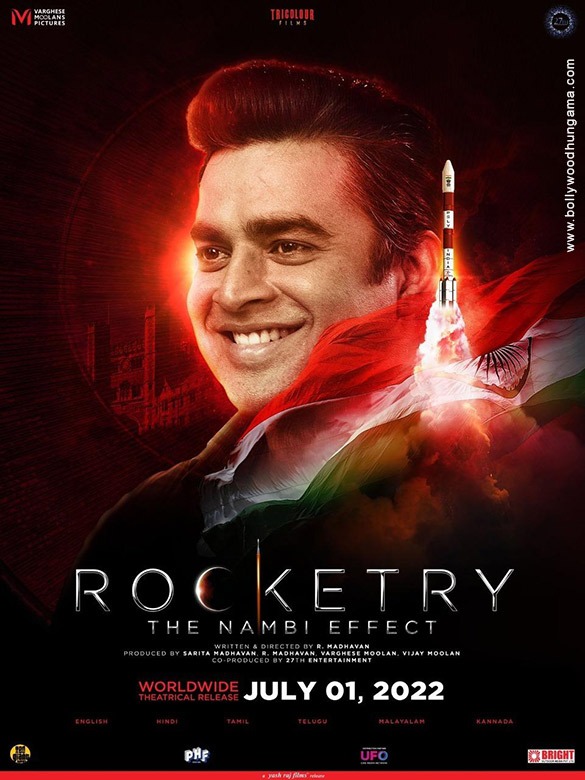 VARGHESE
MOOLANS
PICTURES
TRICOLOUR
FILMS
27th
www.bollywoodhungama.com
INDIA
ROCKETRY
THE NAMBI EFFECT
WRITTEN & DIRECTED BY R. MADHAVAN
PRODUCED BY SARITA MADHAVAN, R. MADHAVAN, VARGHESE MOOLAN, VIJAY MOOLAN
CO-PRODUCED BY 27TH ENTERTAINMENT
WORLDWIDE
THEATRICAL RELEASE JULY 01, 2022
ENGLISH HINDI TAMIL TELUGU MALAYALAM KANNADA
PHF
UFO
BRIGHT
a yash raj films' release